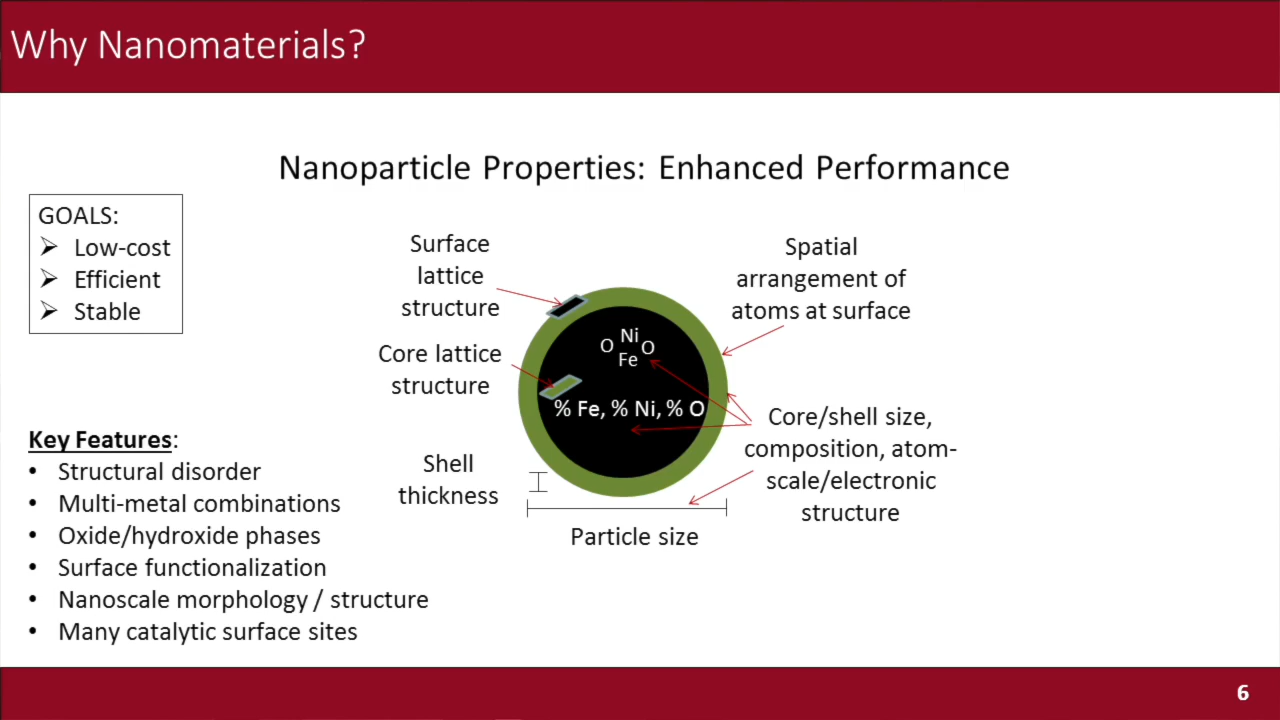 Why Nanomaterials?
Nanoparticle Properties: Enhanced Performance
GOALS:
➢ Low-cost
➢ Efficient
➢ Stable
Key Features:
• Structural disorder
• Multi-metal combinations
• Oxide/hydroxide phases
• Surface functionalization
• Nanoscale morphology / structure
• Many catalytic surface sites
Surface
lattice
structure
Core lattice
structure
Shell
thickness
Ni
O O
Fe
% Fe, % Ni, % O
Particle size
Spatial
arrangement of
atoms at surface
Core/shell size,
composition, atom-
scale/electronic
structure
6